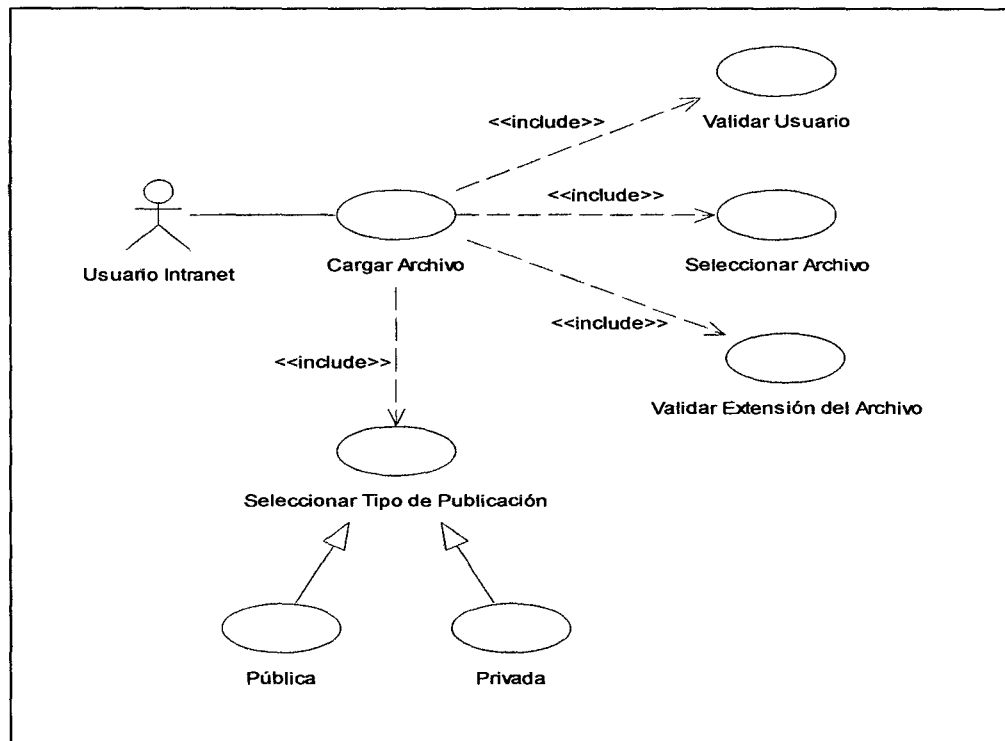 Validar Usuario
<<include>>
<<include>>
Usuario Intranet
Cargar Archivo
Seleccionar Archivo
<<include>>
<<include>>
Validar Extensión del Archivo
Seleccionar Tipo de Publicación
Pública
Privada